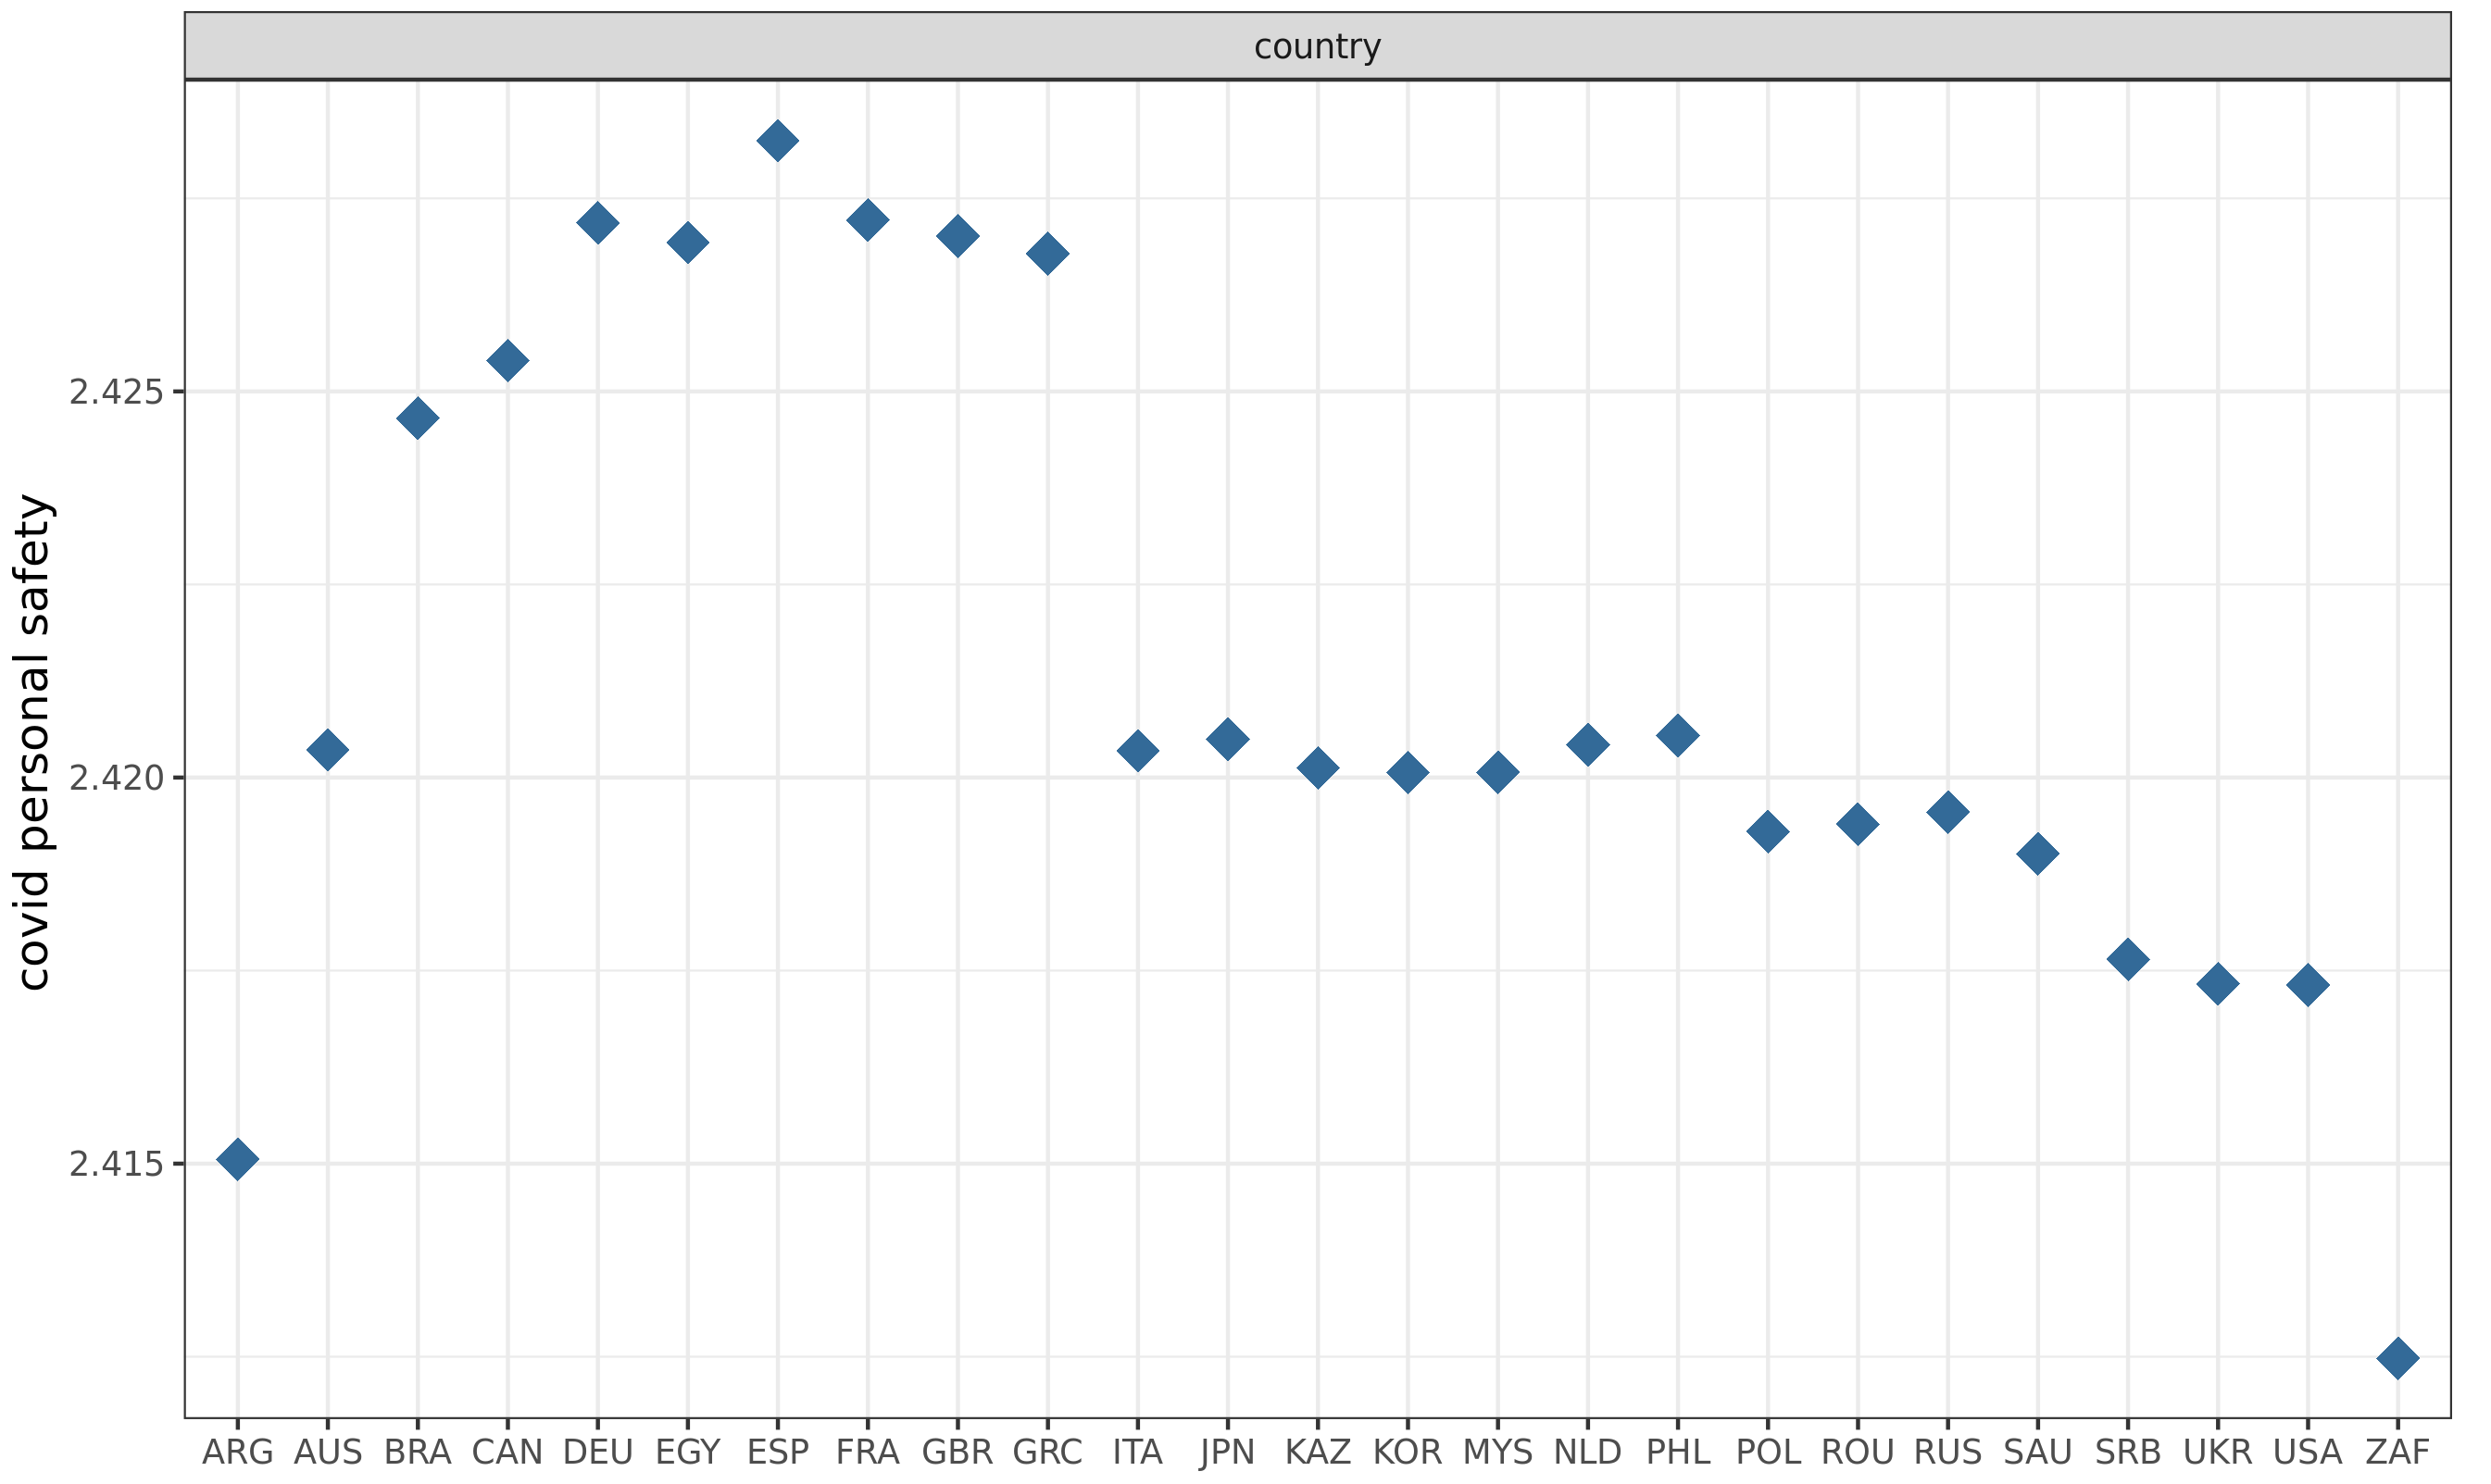 country
covid personal safety
2.425
2.420
2.415
ARG AUS BRA CAN DEU EGY ESP FRA GBR GRC ITA JPN KAZ KOR MYS NLD PHL POL ROU RUS SAU SRB UKR USA ZAF